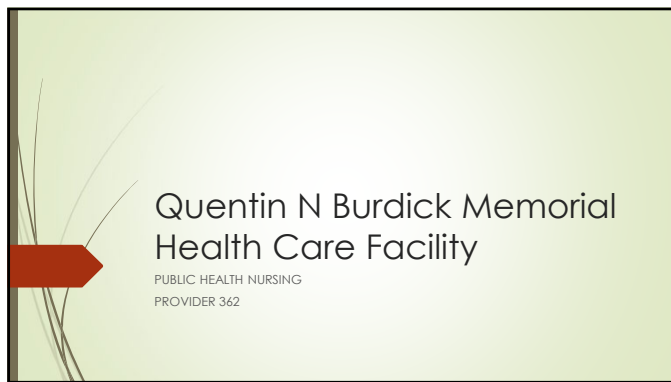 Quentin N Burdick Memorial
Health Care Facility
PUBLIC HEALTH NURSING
PROVIDER 362